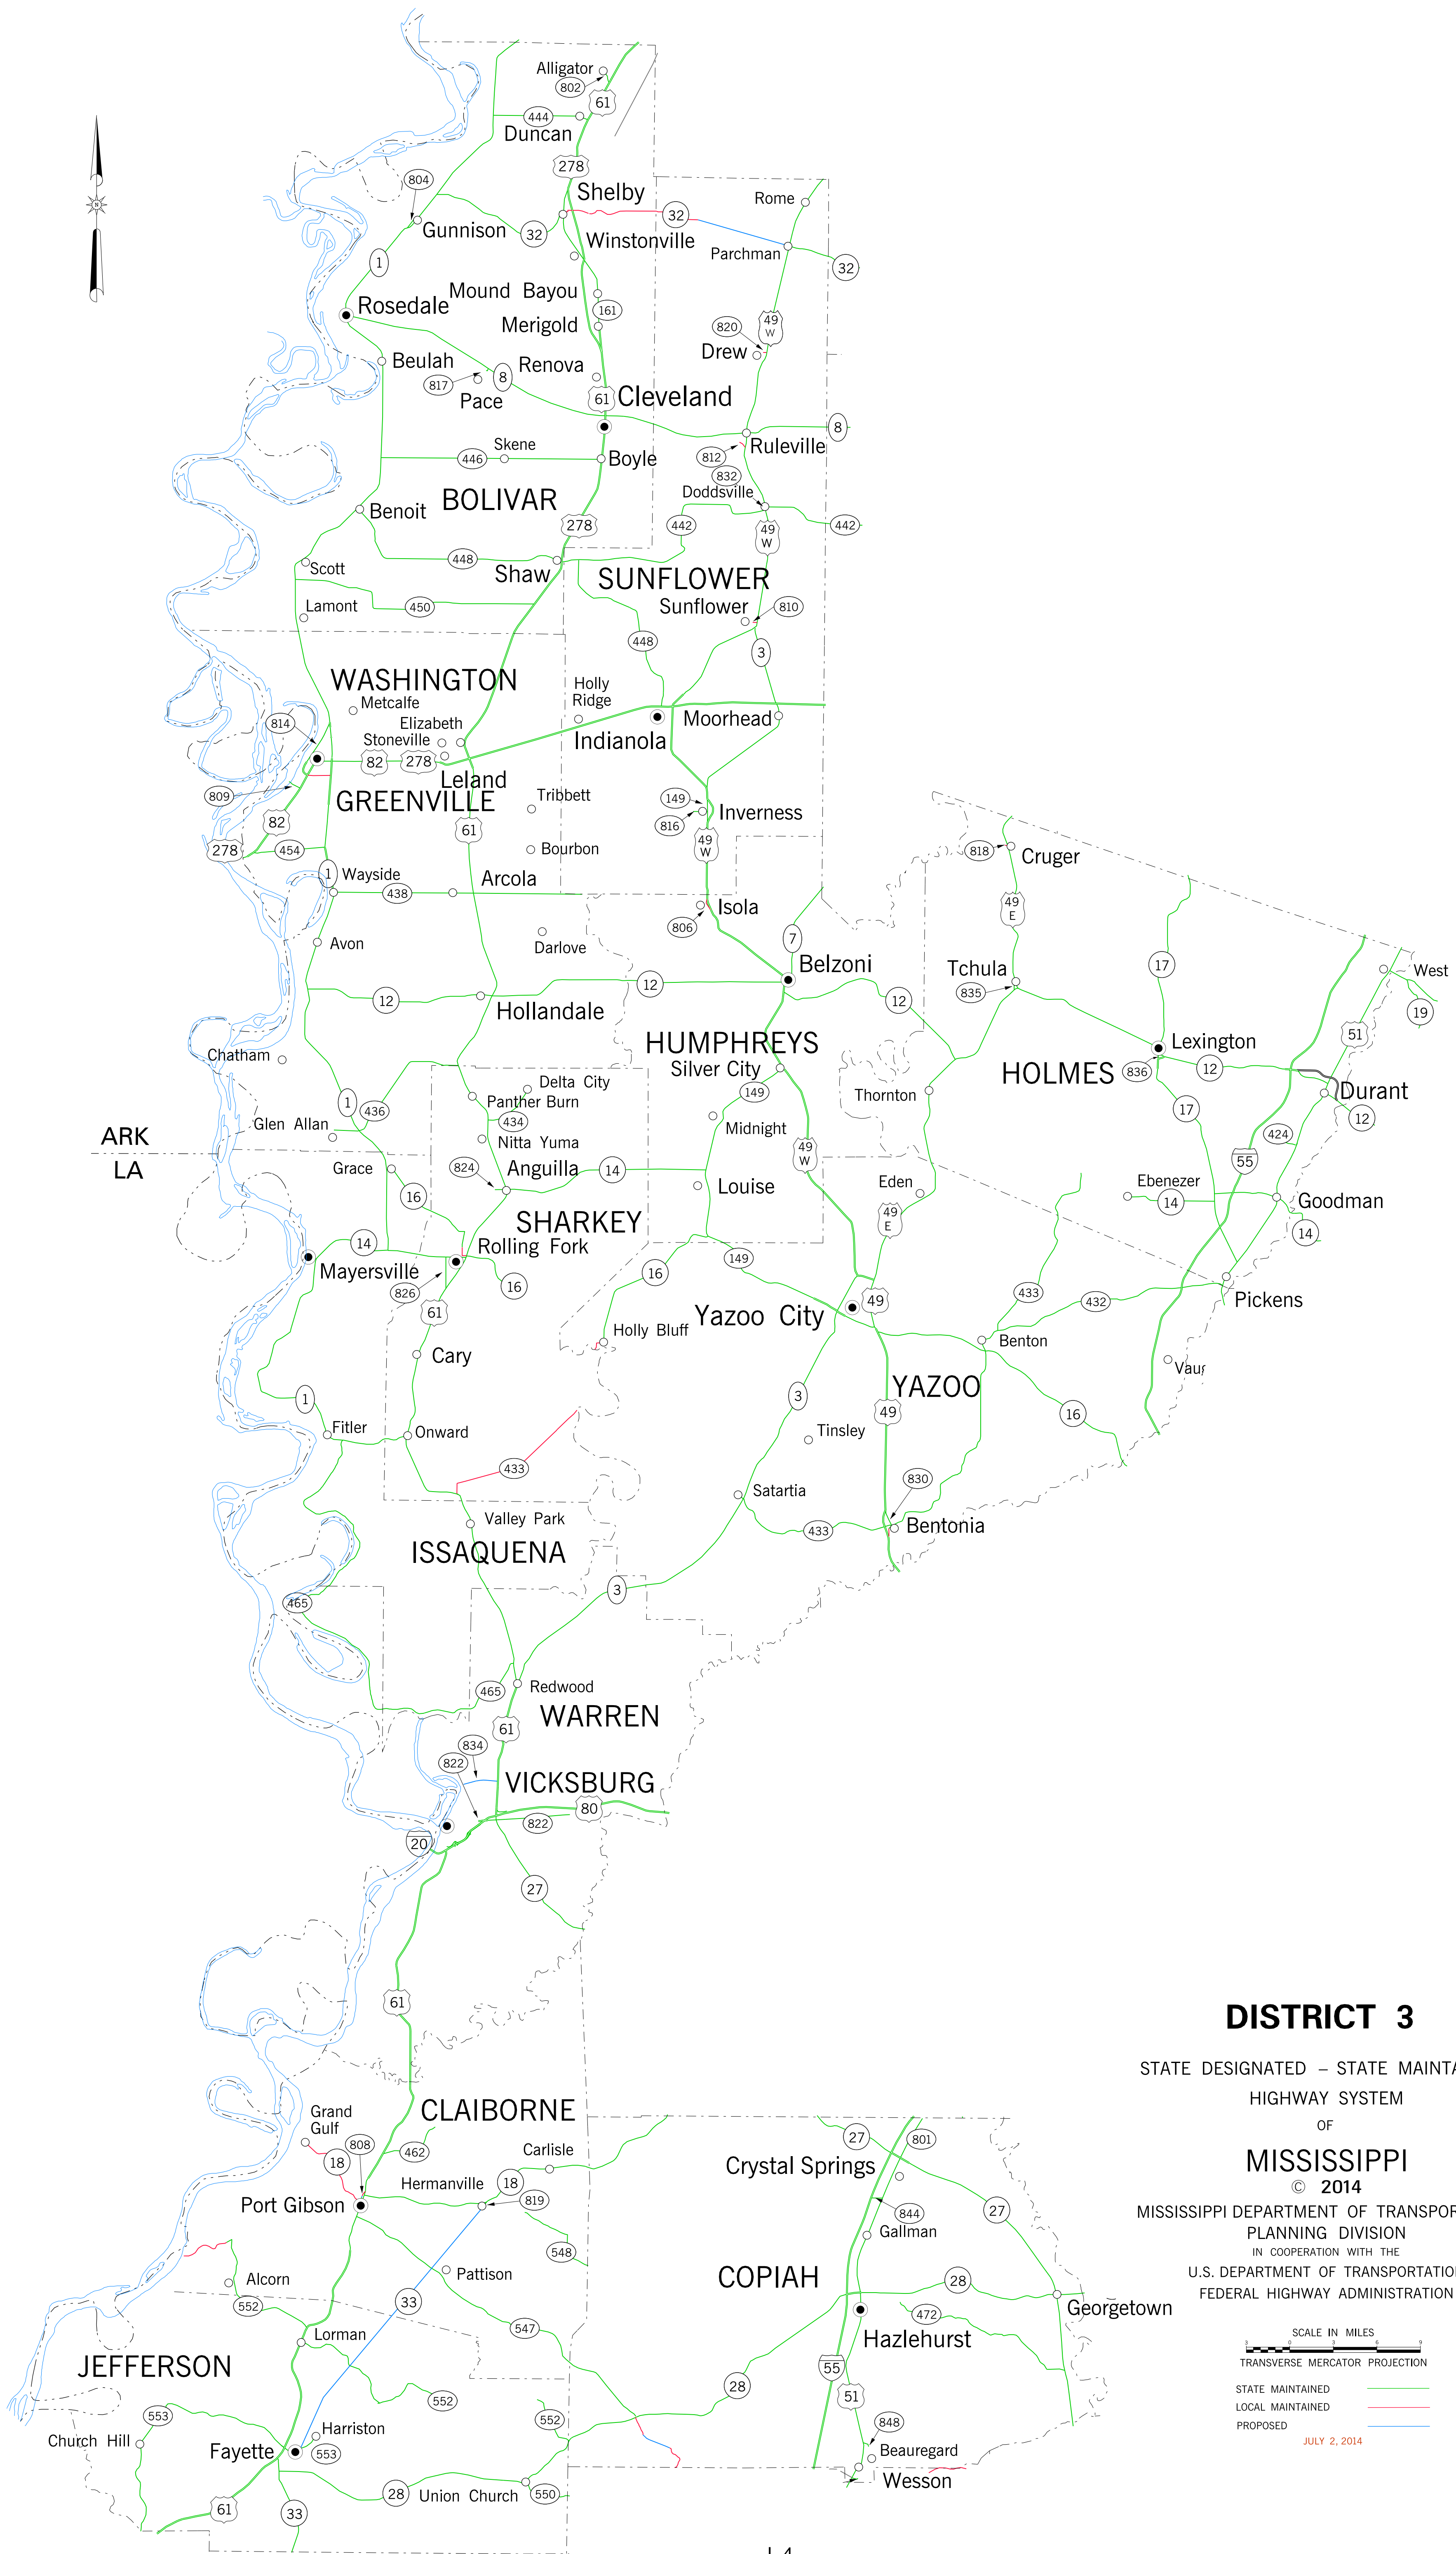 Alligator
802
61
444
Duncan
278
804
Shelby
Rome
32
Gunnison
32
Winstonville
Parchman
32
1
Mound Bayou
161
Rosedale
Merigold
820
49
W
Drew
Beulah
Renova
817
8
Pace
61
Cleveland
8
Skene
446
Boyle
812
Ruleville
832
Doddsville
Benoit
BOLIVAR
278
442
49
W
442
448
Scott
Shaw
SUNFLOWER
Lamont
450
Sunflower
810
448
3
WASHINGTON
Holly
Ridge
Metcalfe
814
Elizabeth
Moorhead
Stoneville
Indianola
82
278
Leland
809
GREENVILLE
Tribbett
149
82
816
Inverness
61
49
W
278
454
Bourbon
818
Cruger
1
Wayside
438
Arcola
49
E
Isola
806
7
Avon
Darlove
Belzoni
Tchula
17
West
12
12
835
12
19
Hollandale
51
HUMPHREYS
Lexington
Chatham
Silver City
HOLMES
836
12
Delta City
149
Thornton
Durant
1
436
Panther Burn
17
12
Glen Allan
434
Midnight
424
ARK
Nitta Yuma
49
W
LA
Grace
824
Anguilla
14
55
16
Louise
Eden
Ebenezer
14
Goodman
49
E
SHARKEY
14
14
Rolling Fork
149
Mayersville
16
16
826
433
61
Yazoo City
49
432
Pickens
Holly Bluff
Benton
Cary
Vaug
YAZOO
3
1
49
16
Fitler
Onward
Tinsley
433
830
Satartia
Valley Park
433
Bentonia
ISSAQUENA
3
465
465
Redwood
WARREN
61
834
822
VICKSBURG
80
822
20
27
61
DISTRICT 3
STATE DESIGNATED – STATE MAINTA
HIGHWAY SYSTEM
OF
MISSISSIPPI
© 2014
MISSISSIPPI DEPARTMENT OF TRANSPOR
PLANNING DIVISION
IN COOPERATION WITH THE
U.S. DEPARTMENT OF TRANSPORTATIO
FEDERAL HIGHWAY ADMINISTRATION
SCALE IN MILES
3 0 3 6 9
TRANSVERSE MERCATOR PROJECTION
STATE MAINTAINED
LOCAL MAINTAINED
PROPOSED
JULY 2, 2014
CLAIBORNE
Grand
Gulf
808
462
Carlisle
27
801
18
Crystal Springs
Hermanville
18
Port Gibson
819
27
844
Gallman
548
Alcorn
Pattison
COPIAH
28
552
33
Georgetown
Lorman
547
472
Hazlehurst
JEFFERSON
55
28
51
552
553
552
848
Church Hill
Harriston
Fayette
553
Beauregard
Wesson
28
Union Church
550
61
33